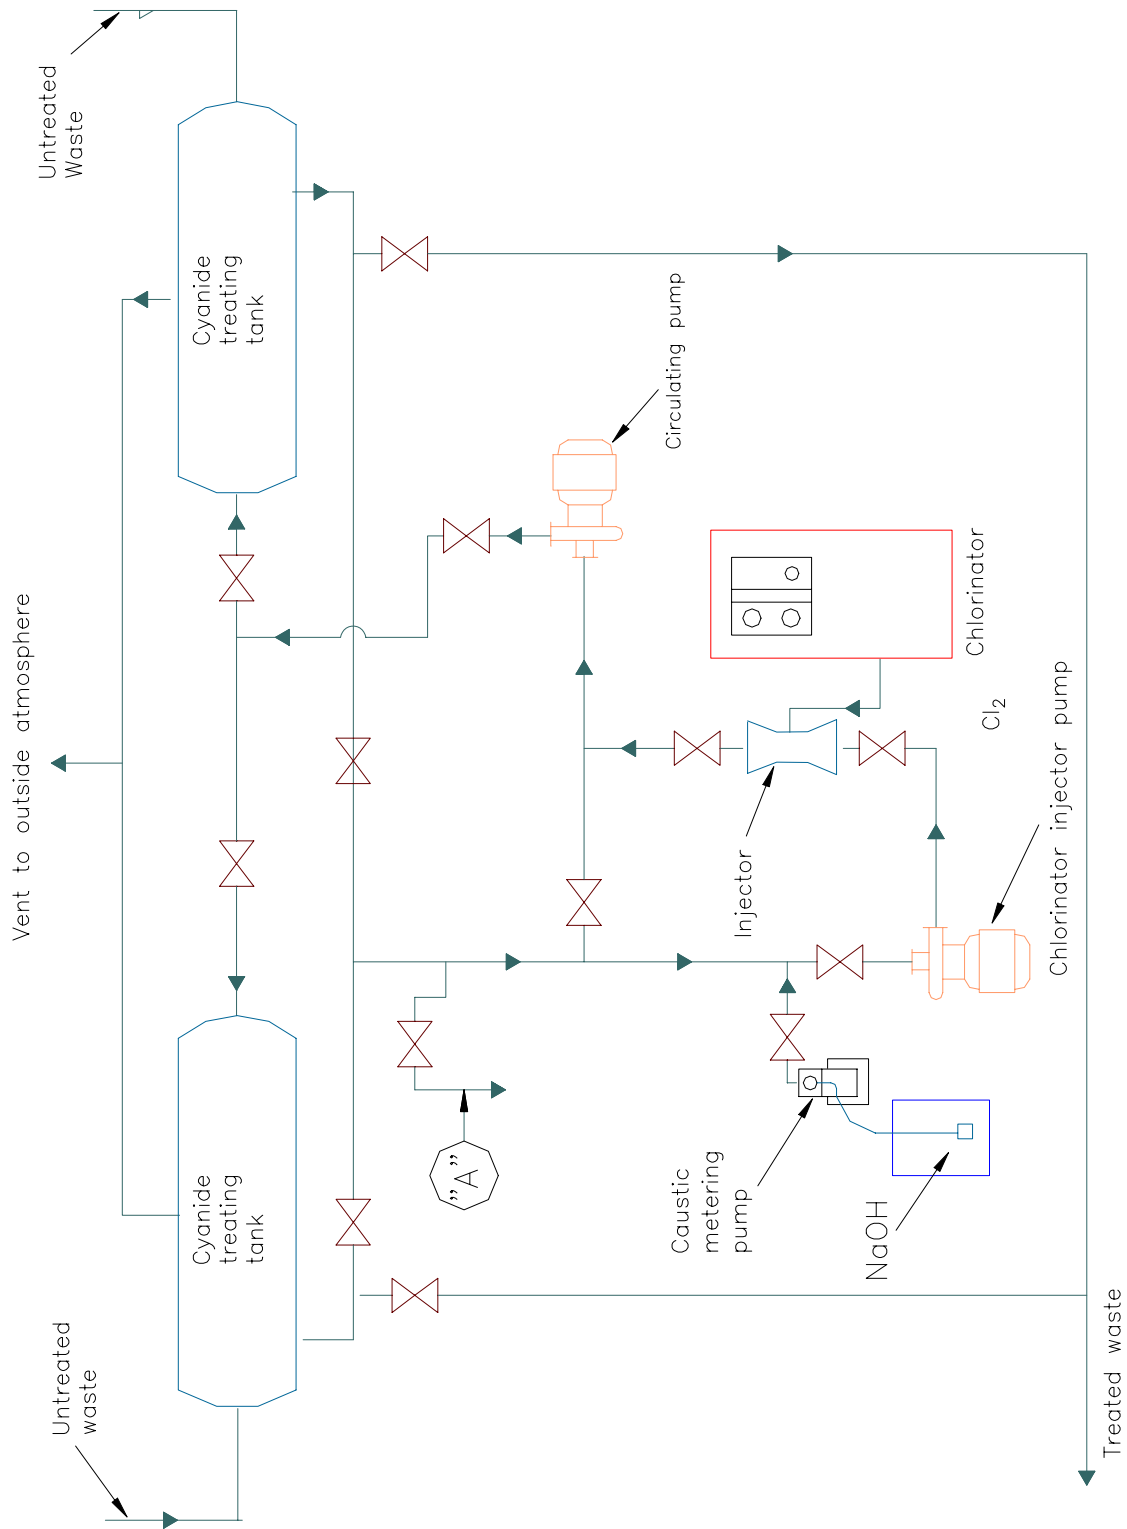 Vent to outside atmosphere
Untreated
waste
Untreated
Waste
Cyanide
treating
tank
Cyanide
treating
tank
"A"
Circulating pump
Caustic
metering
pump
Injector
NaOH
Chlorinator
Cl2
Chlorinator injector pump
Treated waste